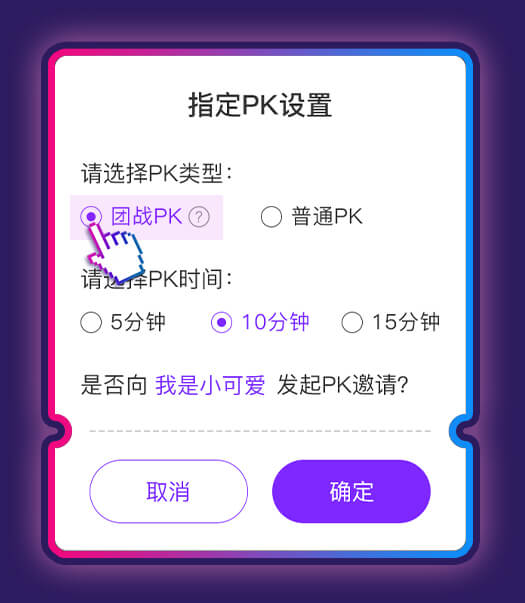 指定PK设置
请选择PK类型：
团战PK ? 普通PK
请选择PK时间：
5分钟 10分钟 15分钟
是否向 我是小可爱 发起PK邀请？
取消 确定